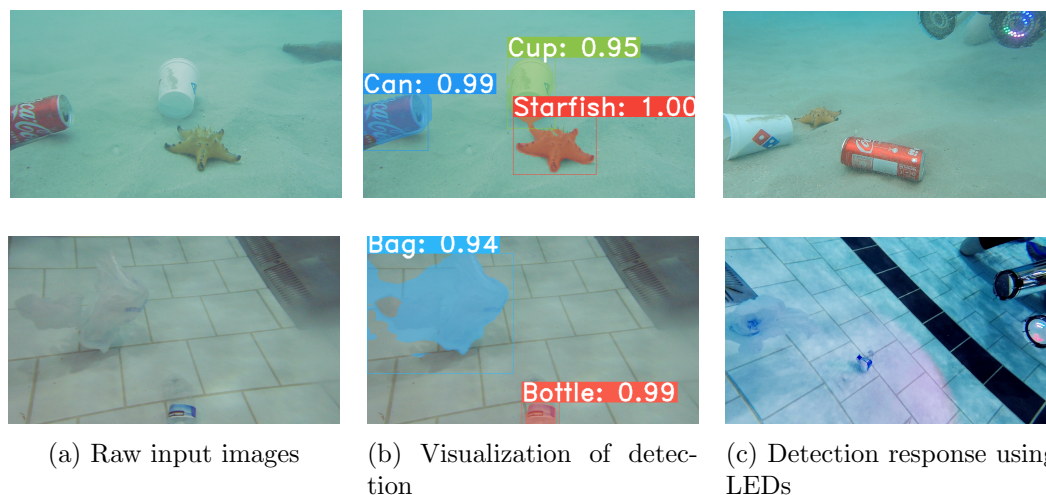 Cup: 0.95
Can: 0.99
Starfish: 1.00
Bag: 0.94
Bottle: 0.99
(a) Raw input images
(b) Visualization of detec-
tion
(c) Detection response using
LEDs